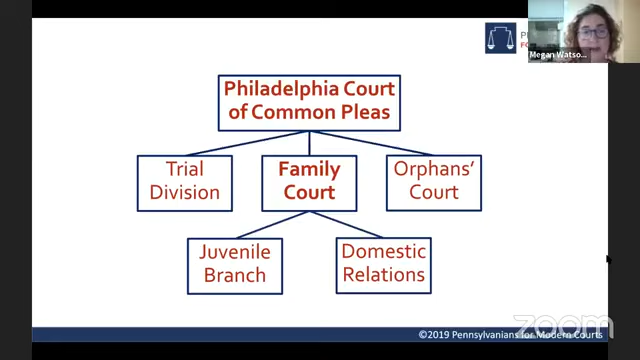 Philadelphia Court
of Common Pleas
Trial
Division
Family
Court
Orphans'
Court
Juvenile
Branch
Domestic
Relations
Megan Watso...
©2019 Pennsylvanians for Modern Courts
zoom